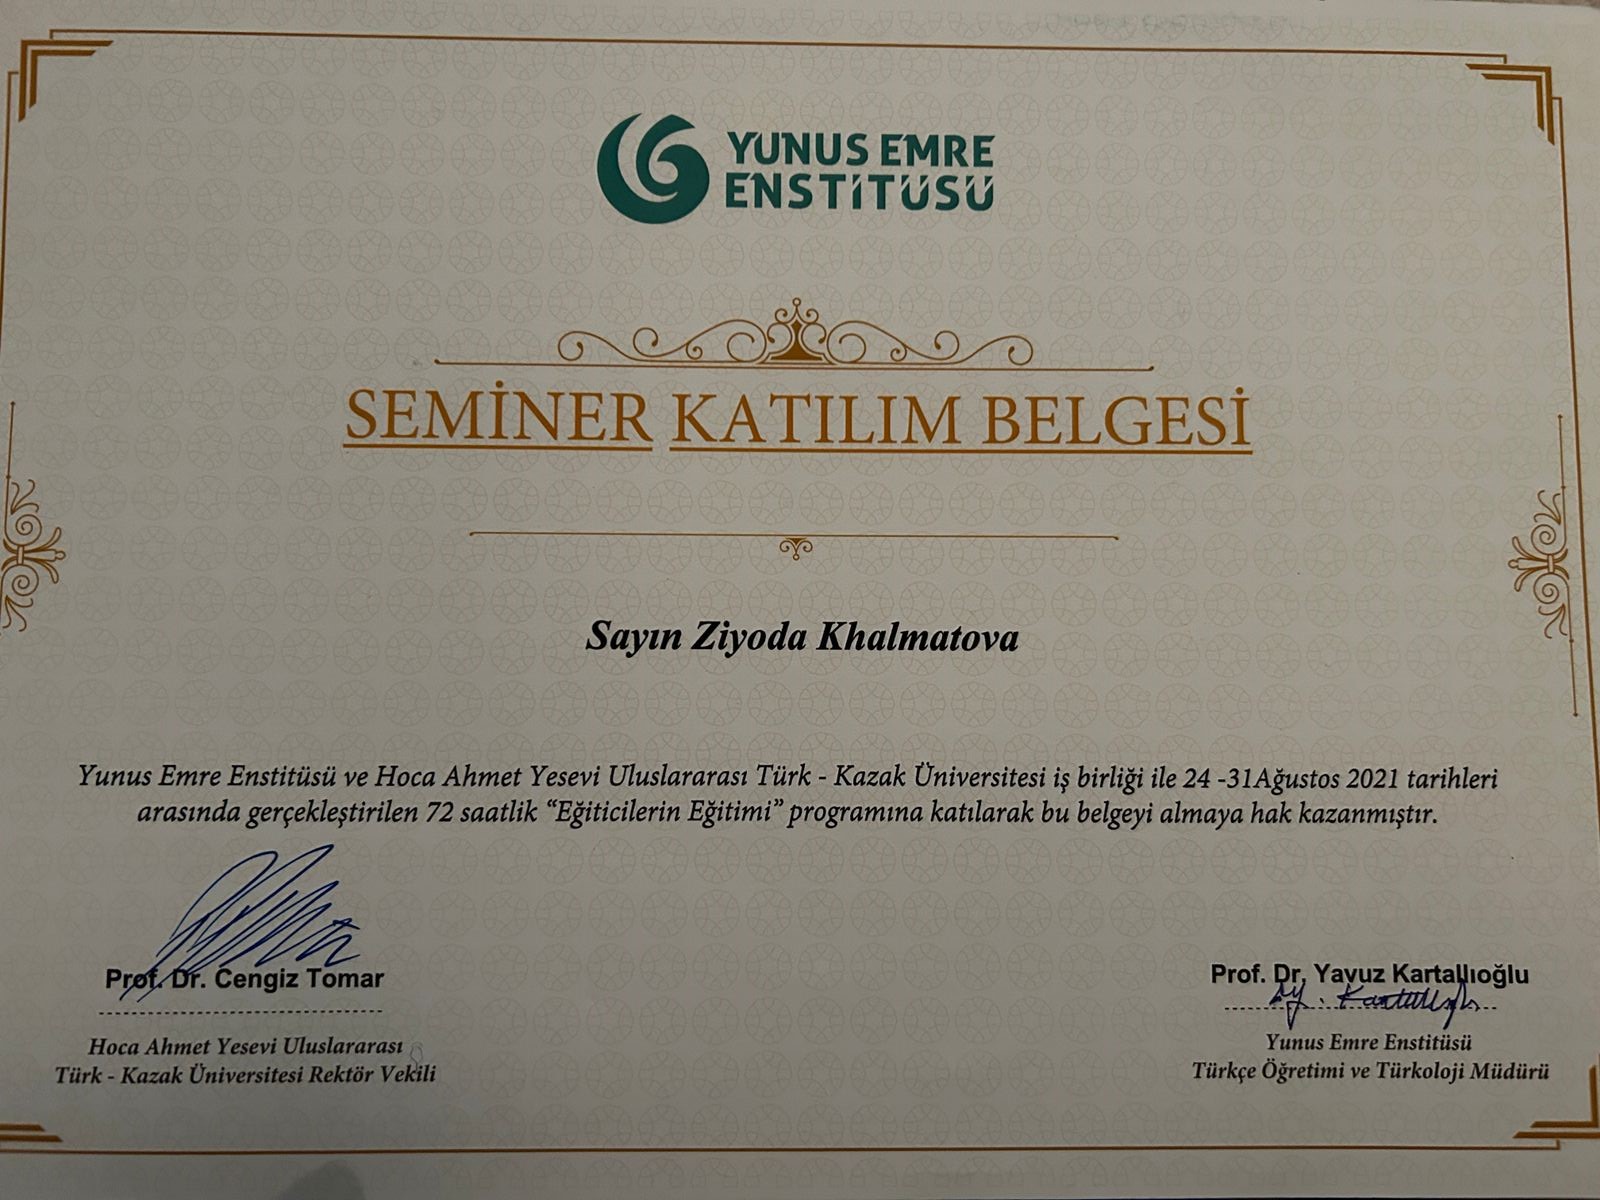 YUNUS EMRE
ENSTİTÜSÜ
SEMİNER KATILIM BELGESİ
Sayın Ziyoda Khalmatova
Yunus Emre Enstitüsü ve Hoca Ahmet Yesevi Uluslararası Türk - Kazak Üniversitesi iş birliği ile 24 -31Ağustos 2021 tarihleri
arasında gerçekleştirilen 72 saatlik “Eğiticilerin Eğitimi” programına katılarak bu belgeyi almaya hak kazanmıştır.
Prof. Dr. Cengiz Tomar
Hoca Ahmet Yesevi Uluslararası
Türk - Kazak Üniversitesi Rektör Vekili
Prof. Dr. Yavuz Kartallıoğlu
Yunus Emre Enstitüsü
Türkçe Öğretimi ve Türkoloji Müdürü